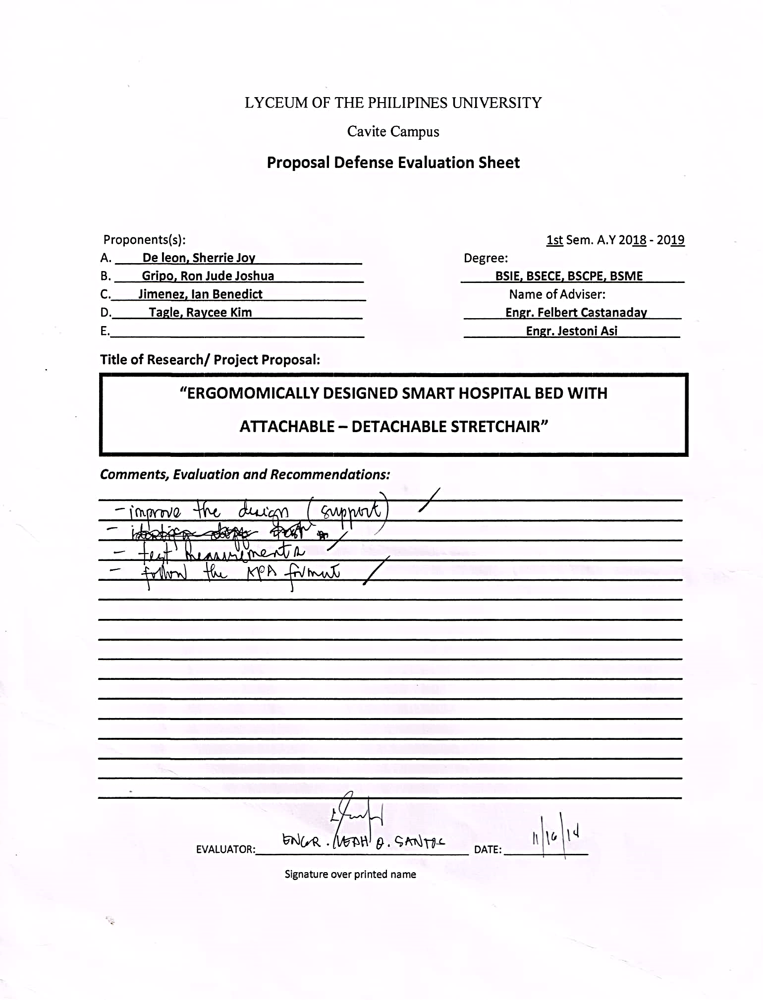 LYCEUM OF THE PHILIPINES UNIVERSITY
Cavite Campus
Proposal Defense Evaluation Sheet
Proponents(s): 1st Sem. A.Y 2018 - 2019
A. De leon, Sherrie Joy Degree:
B. Gripo, Ron Jude Joshua BSIE, BSECE, BSCPE, BSME
C. Jimenez, Ian Benedict Name of Adviser:
D. Tagle, Raycee Kim Engr. Felbert Castanaday
E. Engr. Jestoni Asi
Title of Research/ Project Proposal:
“ERGOMOMICALLY DESIGNED SMART HOSPITAL BED WITH
ATTACHABLE – DETACHABLE STRETCHAIR”
Comments, Evaluation and Recommendations:
- improve the design (support) /
-
- test measurements /
- follow the format /
EVALUATOR: ENGR. SANTOS DATE: 11/16/
Signature over printed name